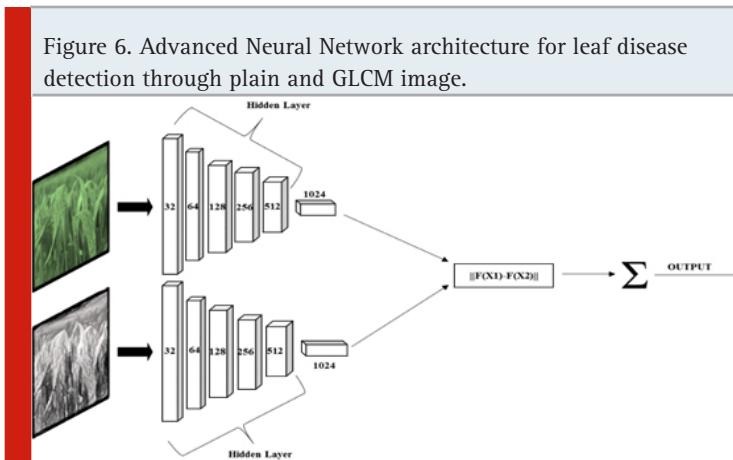 Figure 6. Advanced Neural Network architecture for leaf disease
detection through plain and GLCM image.
Hidden Layer
32
64
128
256
512
1024
||F(X1)-F(X2)||
∑
OUTPUT
32
64
128
256
512
1024
Hidden Layer